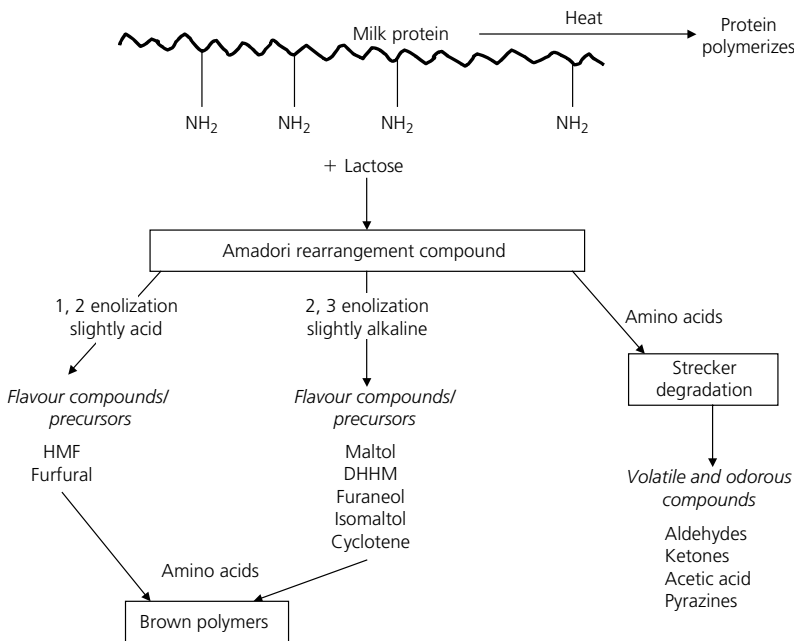 Milk protein
Heat
Protein
polymerizes
NH₂
NH₂
NH₂
NH₂
+ Lactose
Amadori rearrangement compound
1, 2 enolization
slightly acid
2, 3 enolization
slightly alkaline
Amino acids
Strecker
degradation
Flavour compounds/
precursors
HMF
Furfural
Flavour compounds/
precursors
Maltol
DHHM
Furaneol
Isomaltol
Cyclotene
Volatile and odorous
compounds
Aldehydes
Ketones
Acetic acid
Pyrazines
Amino acids
Brown polymers